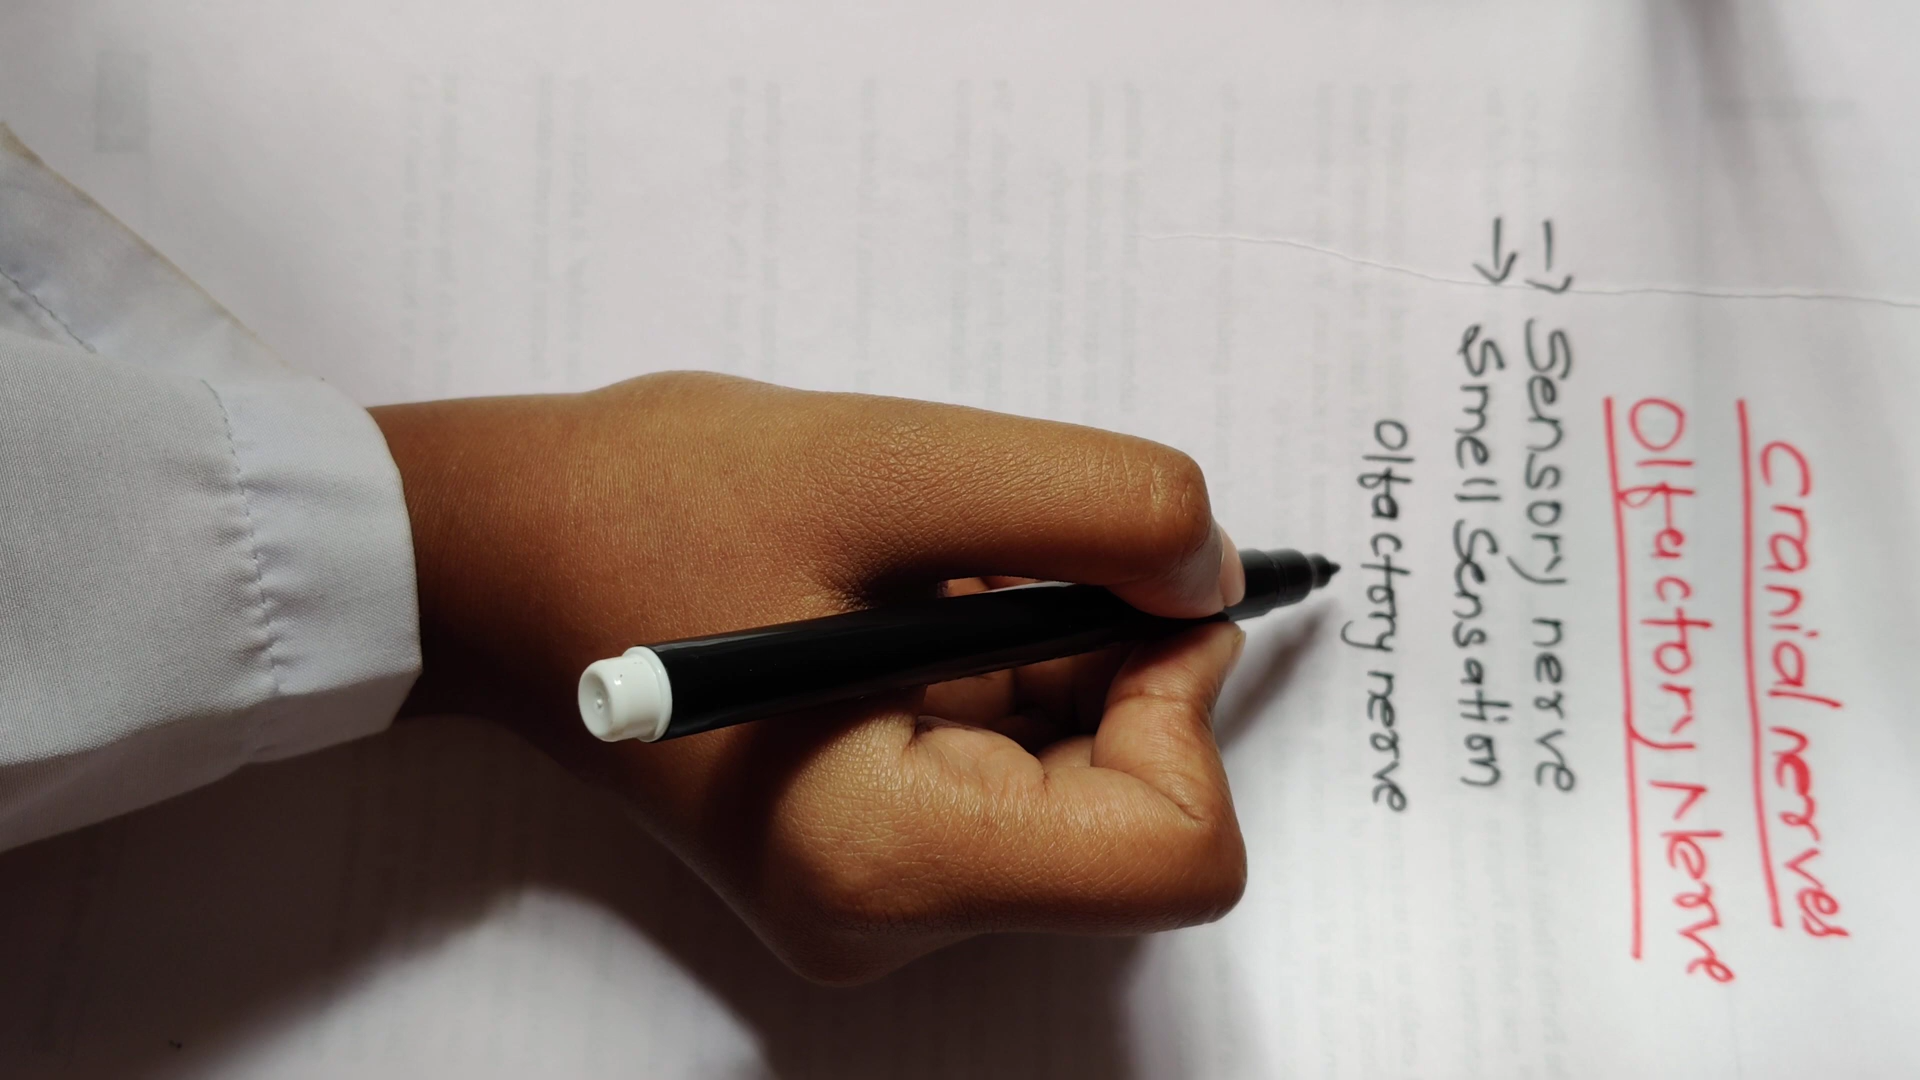 Cranial nerves
Olfactory Nerve
→ Sensory nerve
→ Smell Sensation
Olfactory nerve